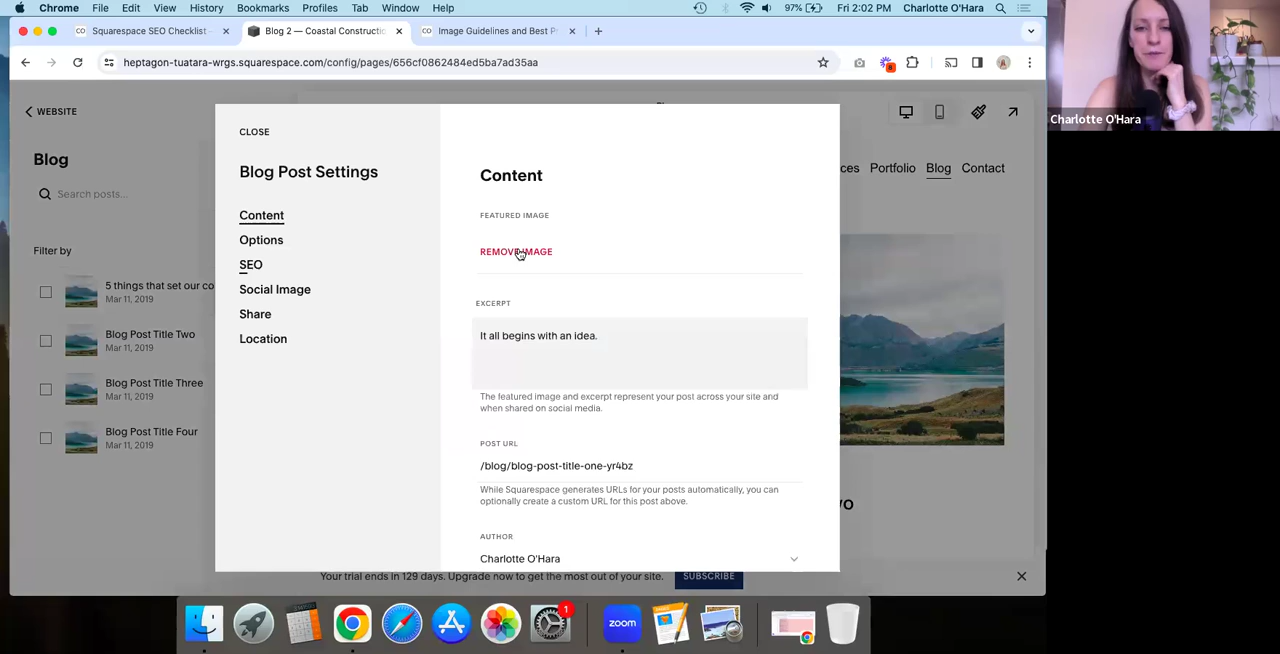 Chrome File Edit View History Bookmarks Profiles Tab Window Help 97% Fri 2:02 PM Charlotte O'Hara
Squarespace SEO Checklist Blog 2 — Coastal Constructi Image Guidelines and Best P
heptagon-tuatara-wrgs.squarespace.com/config/pages/656cf0862484ed5ba7ad35aa
8
Charlotte O'Hara
WEBSITE
Blog
Search posts...
Filter by
5 things that set our co
Mar 11, 2019
Blog Post Title Two
Mar 11, 2019
Blog Post Title Three
Mar 11, 2019
Blog Post Title Four
Mar 11, 2019
CLOSE
Blog Post Settings
Content
Options
SEO
Social Image
Share
Location
Content
FEATURED IMAGE
REMOVE IMAGE
EXCERPT
It all begins with an idea.
The featured image and excerpt represent your post across your site and
when shared on social media.
POST URL
/blog/blog-post-title-one-yr4bz
While Squarespace generates URLs for your posts automatically, you can
optionally create a custom URL for this post above.
AUTHOR
Charlotte O'Hara
ces Portfolio Blog Contact
wo
Your trial ends in 129 days. Upgrade now to get the most out of your site. SUBSCRIBE
zoom
1